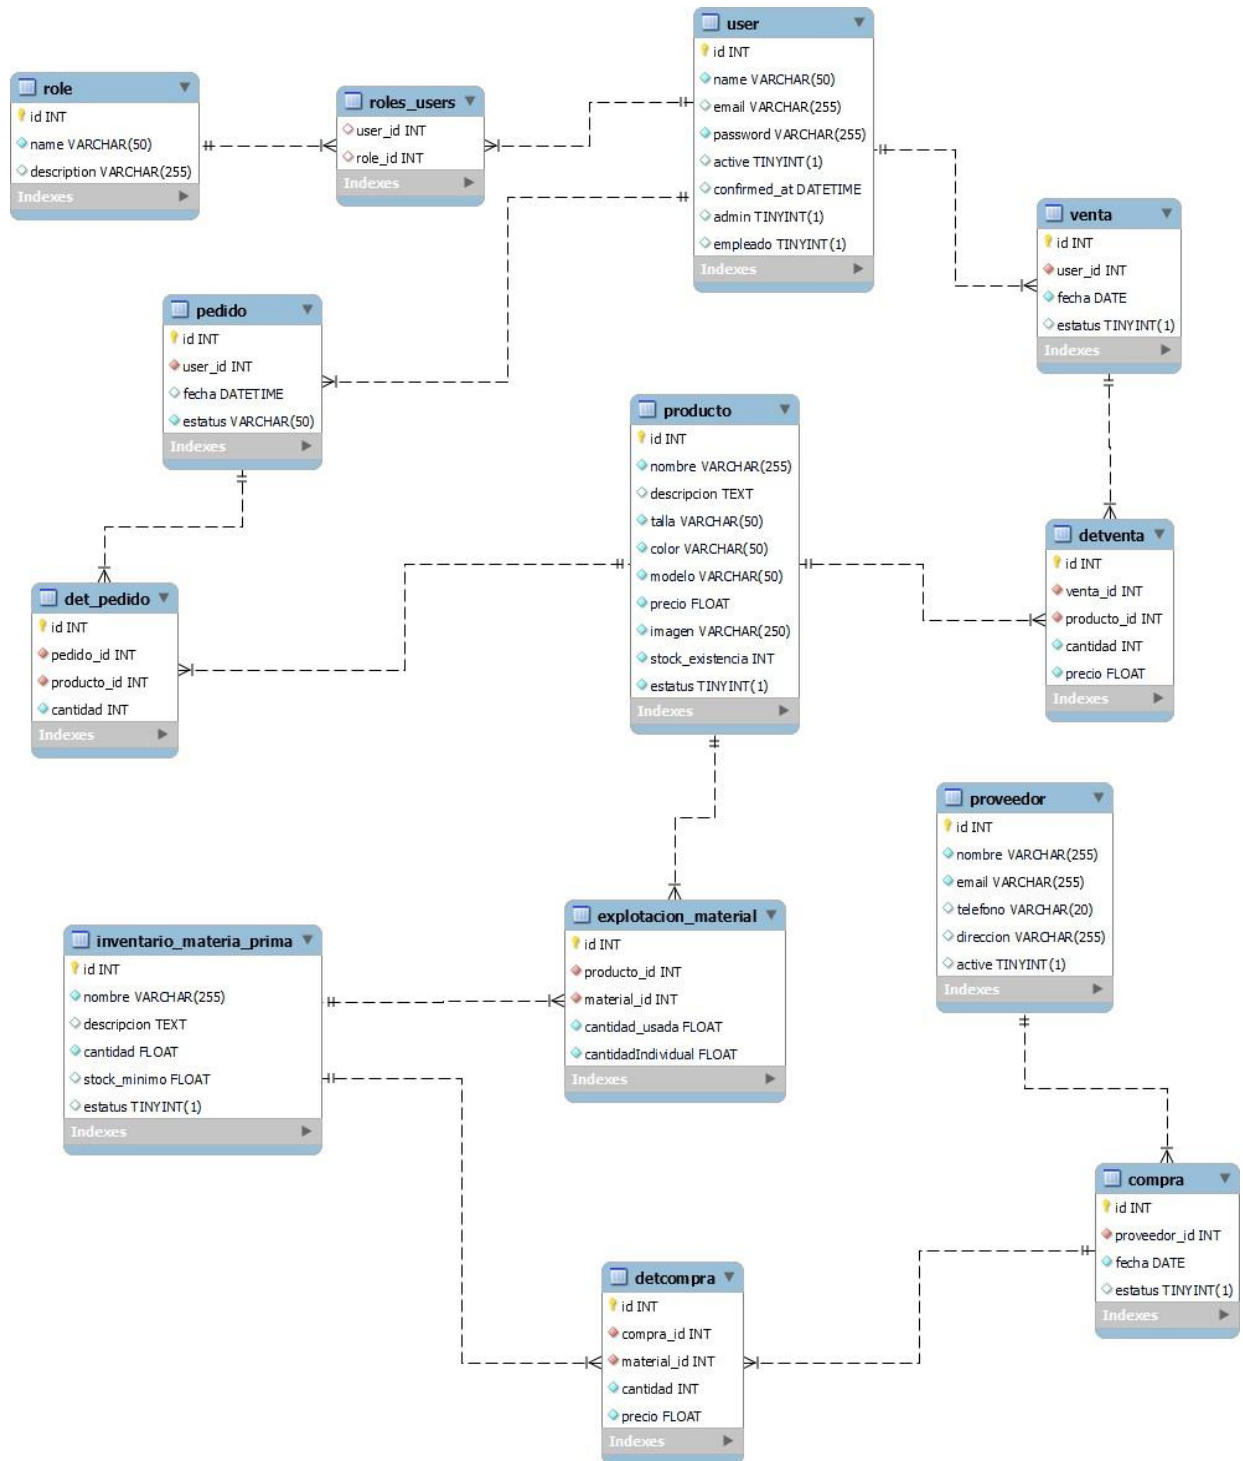 user
id INT
name VARCHAR(50)
email VARCHAR(255)
password VARCHAR(255)
active TINYINT(1)
confirmed_at DATETIME
admin TINYINT(1)
empleado TINYINT(1)
Indexes
role
id INT
name VARCHAR(50)
description VARCHAR(255)
Indexes
roles_users
user_id INT
role_id INT
Indexes
venta
id INT
user_id INT
fecha DATE
estatus TINYINT(1)
Indexes
pedido
id INT
user_id INT
fecha DATETIME
estatus VARCHAR(50)
Indexes
producto
id INT
nombre VARCHAR(255)
descripcion TEXT
talla VARCHAR(50)
color VARCHAR(50)
modelo VARCHAR(50)
precio FLOAT
imagen VARCHAR(250)
stock_existencia INT
estatus TINYINT(1)
Indexes
detventa
id INT
venta_id INT
producto_id INT
cantidad INT
precio FLOAT
Indexes
det_pedido
id INT
pedido_id INT
producto_id INT
cantidad INT
Indexes
proveedor
id INT
nombre VARCHAR(255)
email VARCHAR(255)
telefono VARCHAR(20)
direccion VARCHAR(255)
active TINYINT(1)
Indexes
explotacion_material
id INT
producto_id INT
material_id INT
cantidad_usada FLOAT
cantidadIndividual FLOAT
Indexes
inventario_materia_prima
id INT
nombre VARCHAR(255)
descripcion TEXT
cantidad FLOAT
stock_minimo FLOAT
estatus TINYINT(1)
Indexes
compra
id INT
proveedor_id INT
fecha DATE
estatus TINYINT(1)
Indexes
detcompra
id INT
compra_id INT
material_id INT
cantidad INT
precio FLOAT
Indexes